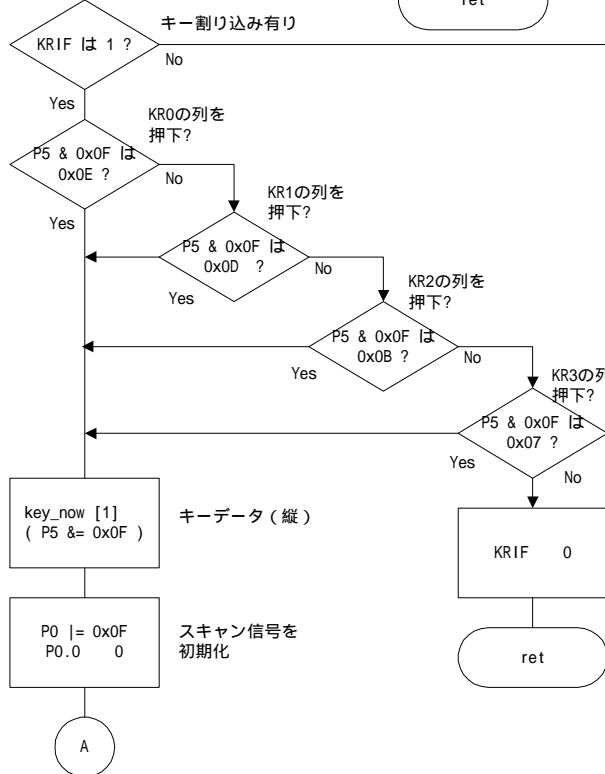 ret
キー割り込み有り
KRIF は 1 ?
No
Yes
KR0の列を
押下?
P5 & 0x0F は
0x0E ?
No
Yes
KR1の列を
押下?
P5 & 0x0F は
0x0D ?
No
Yes
KR2の列を
押下?
P5 & 0x0F は
0x0B ?
No
Yes
KR3の列
押下?
P5 & 0x0F は
0x07 ?
Yes
No
key_now [1]
( P5 &= 0x0F )
キーデータ ( 縦 )
KRIF 0
P0 |= 0x0F
P0.0 0
スキャン信号を
初期化
ret
A